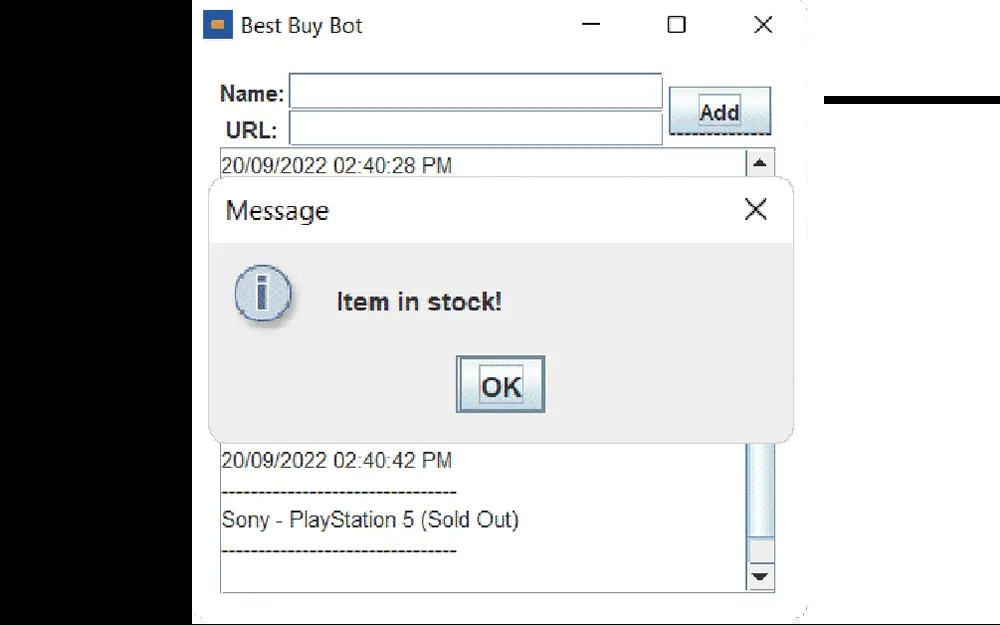 Best Buy Bot
Name:
Add
URL:
20/09/2022 02:40:28 PM
Message
Item in stock!
OK
20/09/2022 02:40:42 PM
--------------------------------
Sony - PlayStation 5 (Sold Out)
--------------------------------